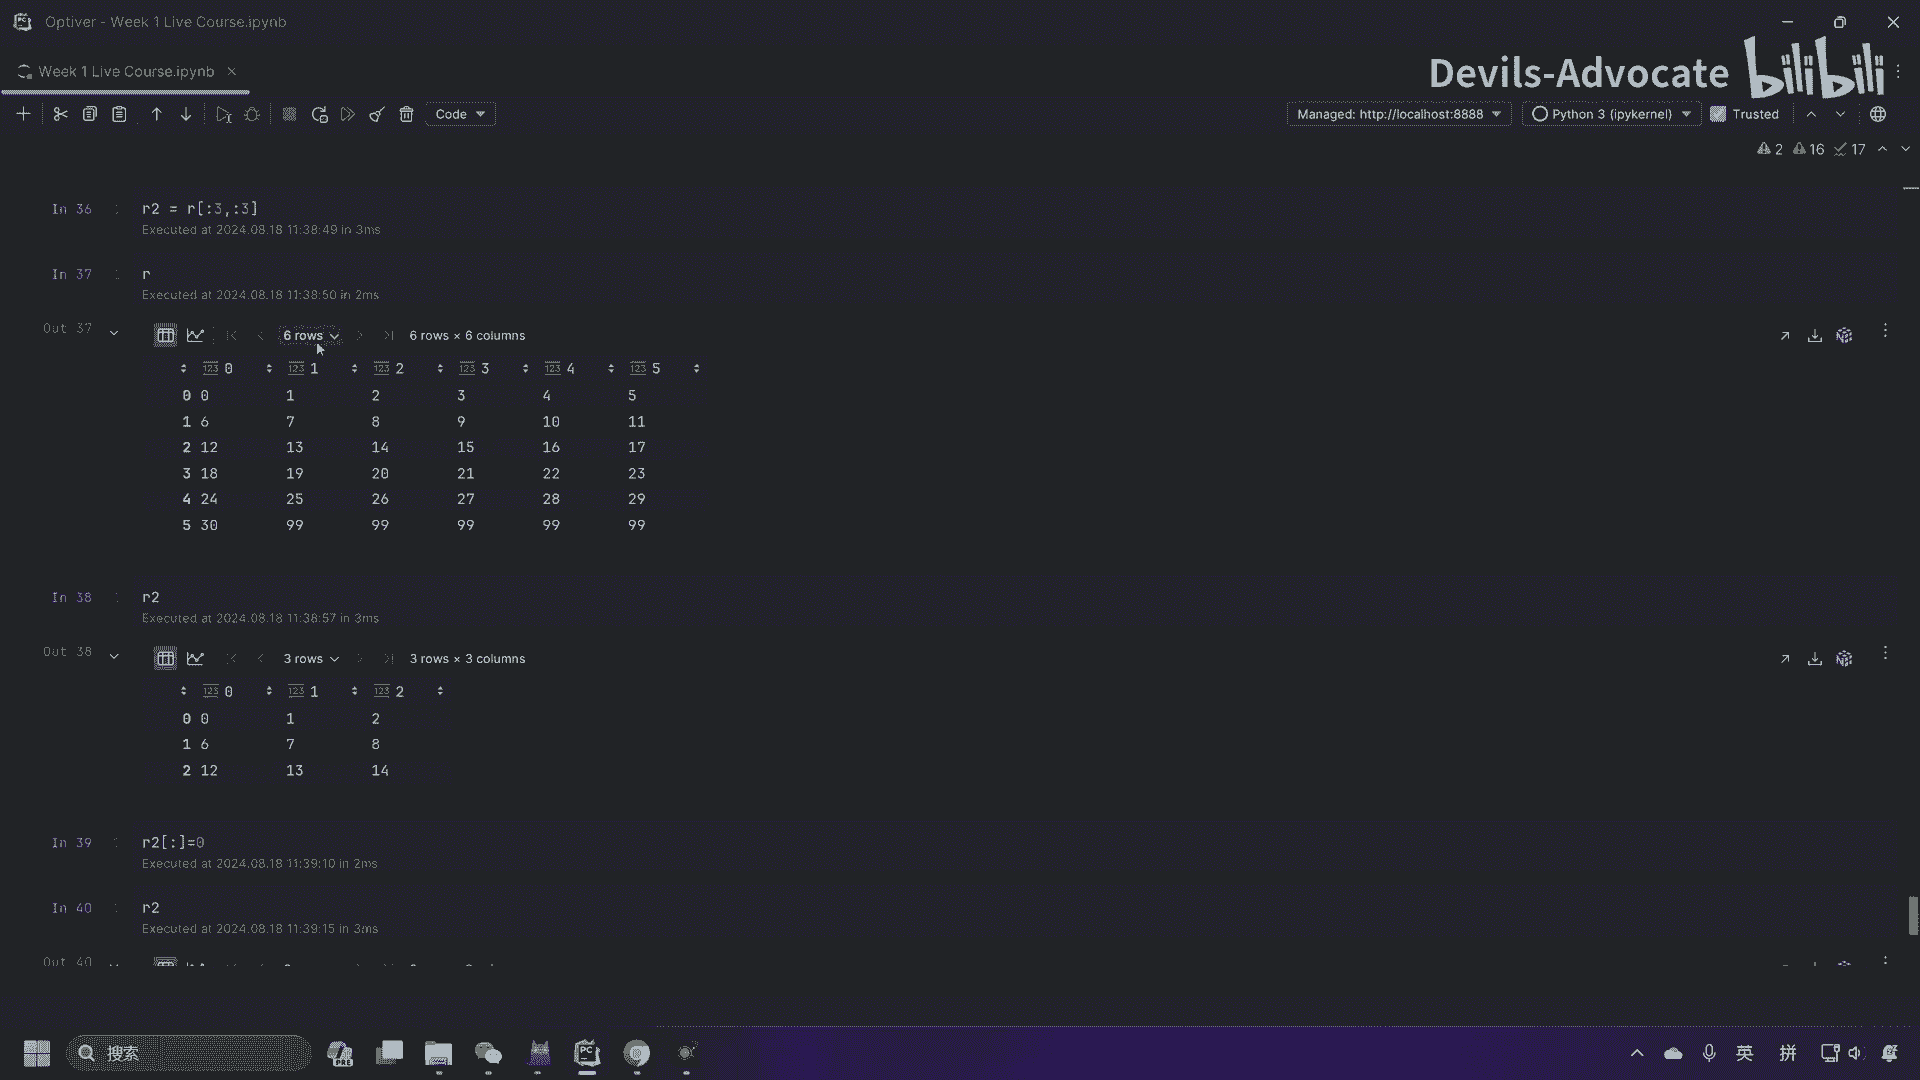 Optiver - Week 1 Live Course.ipynb
Week 1 Live Course.ipynb
Devils-Advocate bilibili
Code
Managed: http://localhost:8888
Python 3 (ipykernel)
Trusted
2 16 17
In 36 r2 = r[:3,:3]
Executed at 2024.08.18 11:38:49 in 3ms
In 37 r
Executed at 2024.08.18 11:38:50 in 2ms
Out 37 6 rows 6 rows × 6 columns
123 0 123 1 123 2 123 3 123 4 123 5
0 0 1 2 3 4 5
1 6 7 8 9 10 11
2 12 13 14 15 16 17
3 18 19 20 21 22 23
4 24 25 26 27 28 29
5 30 99 99 99 99 99
In 38 r2
Executed at 2024.08.18 11:38:57 in 3ms
Out 38 3 rows 3 rows × 3 columns
123 0 123 1 123 2
0 0 1 2
1 6 7 8
2 12 13 14
In 39 r2[:]=0
Executed at 2024.08.18 11:39:10 in 2ms
In 40 r2
Executed at 2024.08.18 11:39:15 in 3ms
Out 40
搜索
英 拼